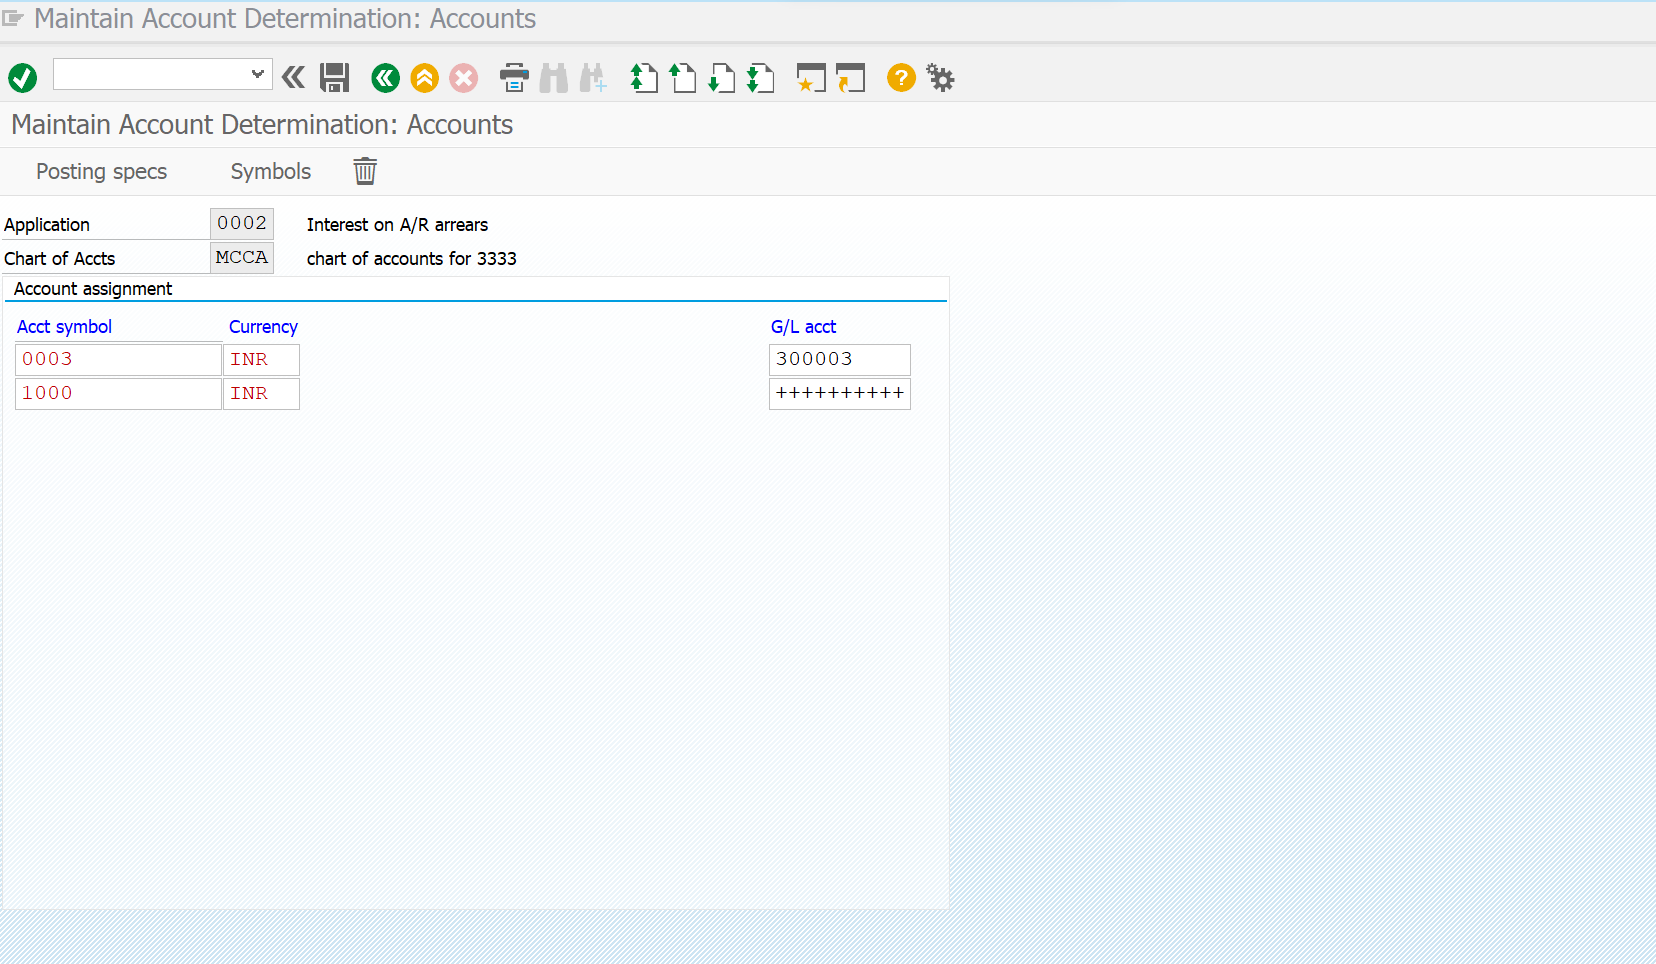 Maintain Account Determination: Accounts
Maintain Account Determination: Accounts
Posting specs Symbols
Application 0002 Interest on A/R arrears
Chart of Accts MCCA chart of accounts for 3333
Account assignment
Acct symbol Currency G/L acct
0003 INR 300003
1000 INR ++++++++++